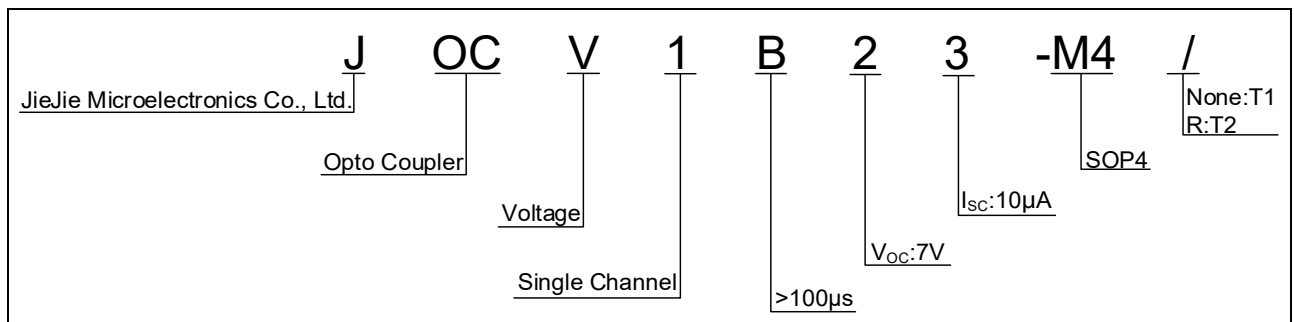 J OC V 1 B 2 3 -M4 /
JieJie Microelectronics Co., Ltd.
None:T1
R:T2
Opto Coupler
SOP4
Voltage
Isc:10µA
Voc:7V
Single Channel
>100µs